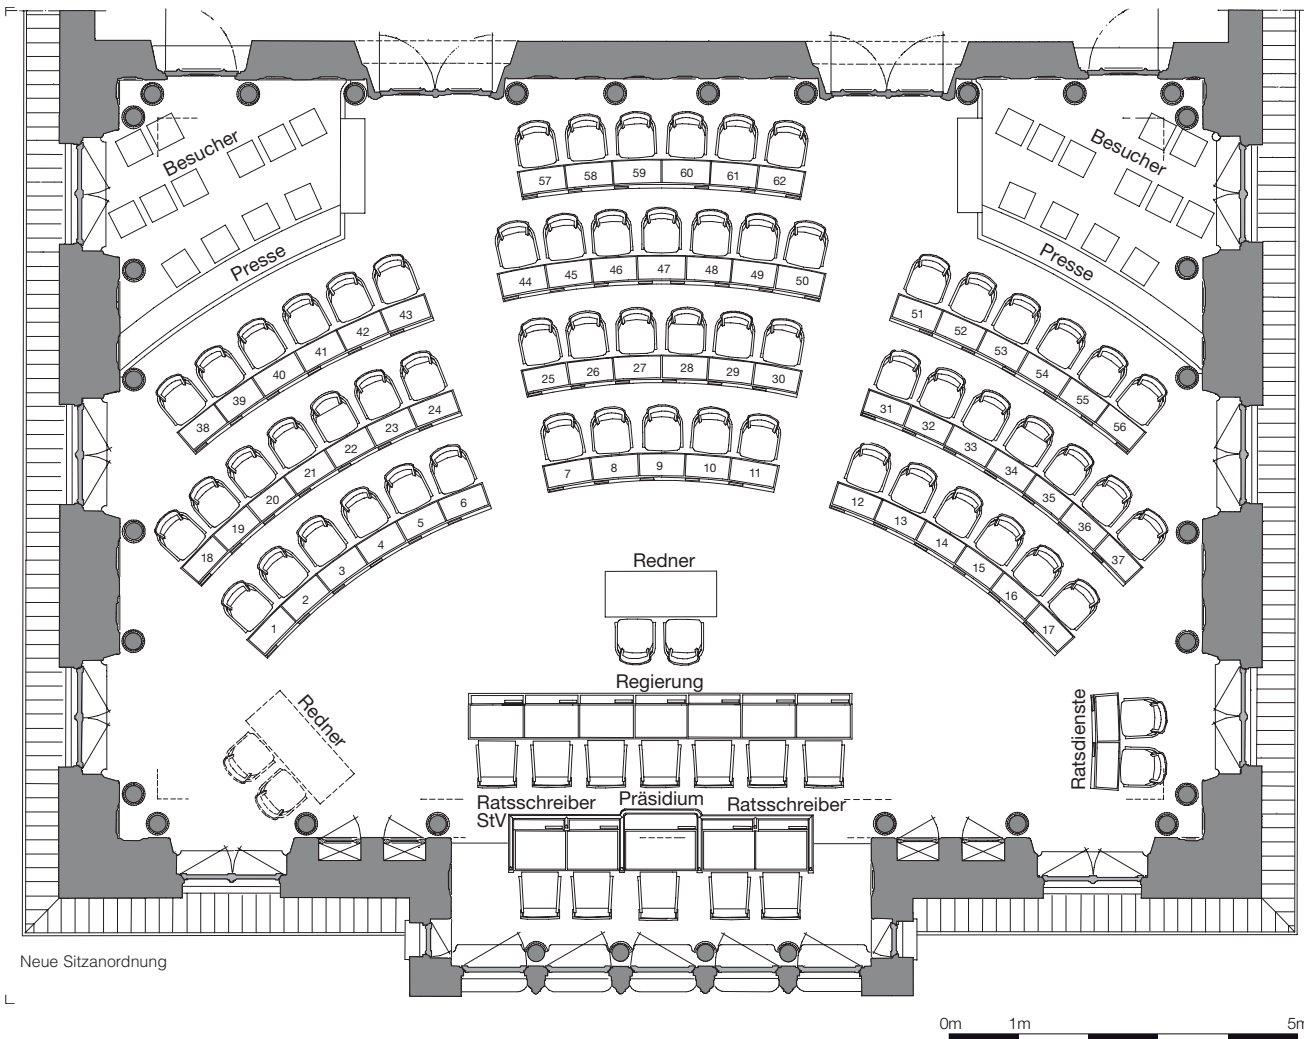 Besucher
Besucher
Presse
Presse
57 58 59 60 61 62
44 45 46 47 48 49 50
38 39 40 41 42 43
51 52 53 54 55 56
25 26 27 28 29 30
18 19 20 21 22 23 24
31 32 33 34 35 36 37
7 8 9 10 11
1 2 3 4 5 6
12 13 14 15 16 17
Redner
Regierung
Redner
Ratsdienste
Ratsschreiber
StV
Präsidium
Ratsschreiber
Neue Sitzanordnung
0m 1m 5m